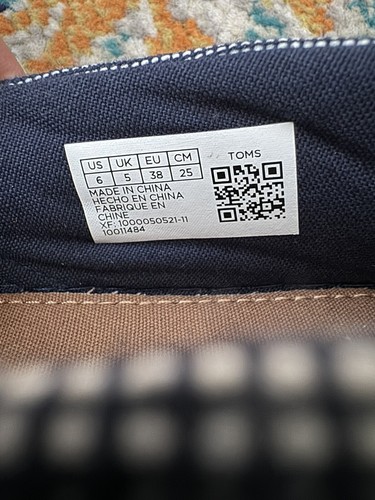 US UK EU CM TOMS
6 5 38 25
MADE IN CHINA
HECHO EN CHINA
FABRIQUE EN
CHINE
XF: 1000050521-11
10011484